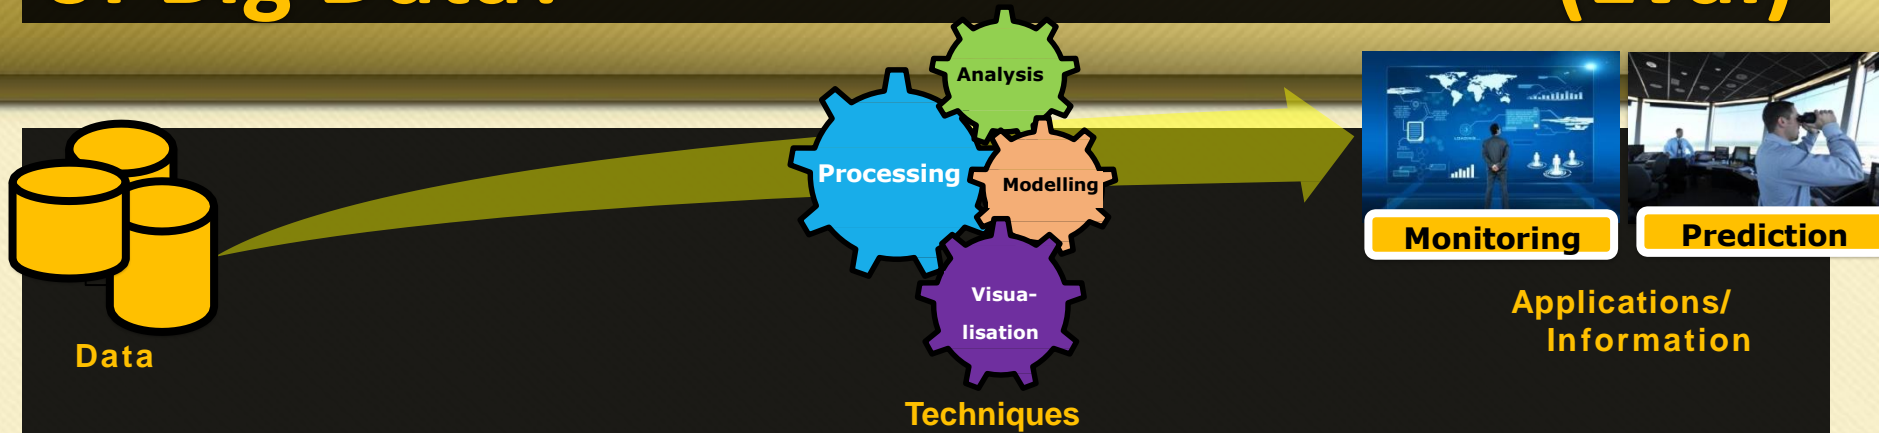 Analysis
Processing
Modelling
Visua-
lisation
Monitoring
Prediction
Data
Techniques
Applications/
Information